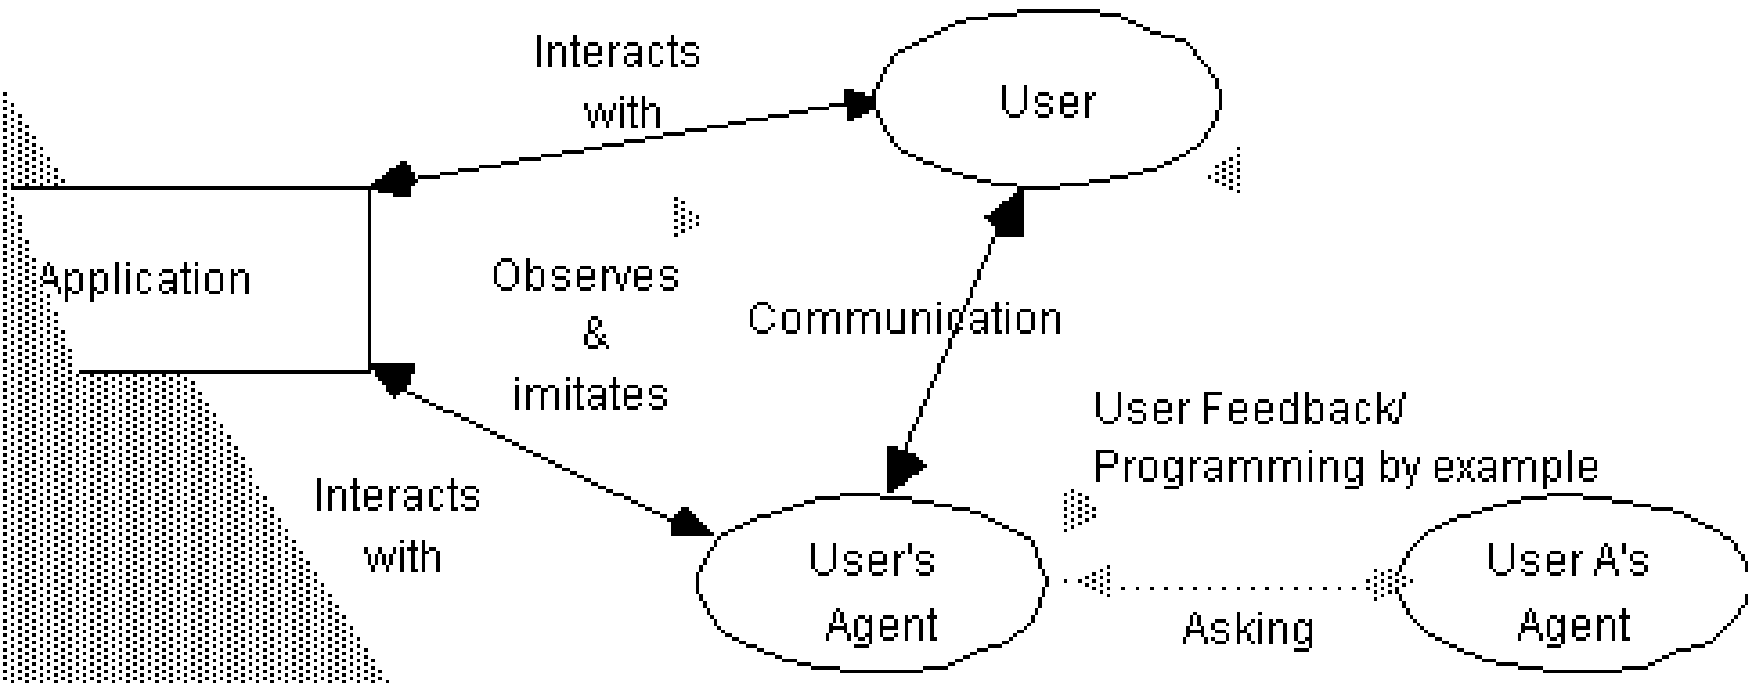 Interacts
with
User
Application
Observes
&
imitates
Communication
User Feedback/
Programming by example
Interacts
with
User's
Agent
Asking
User A's
Agent